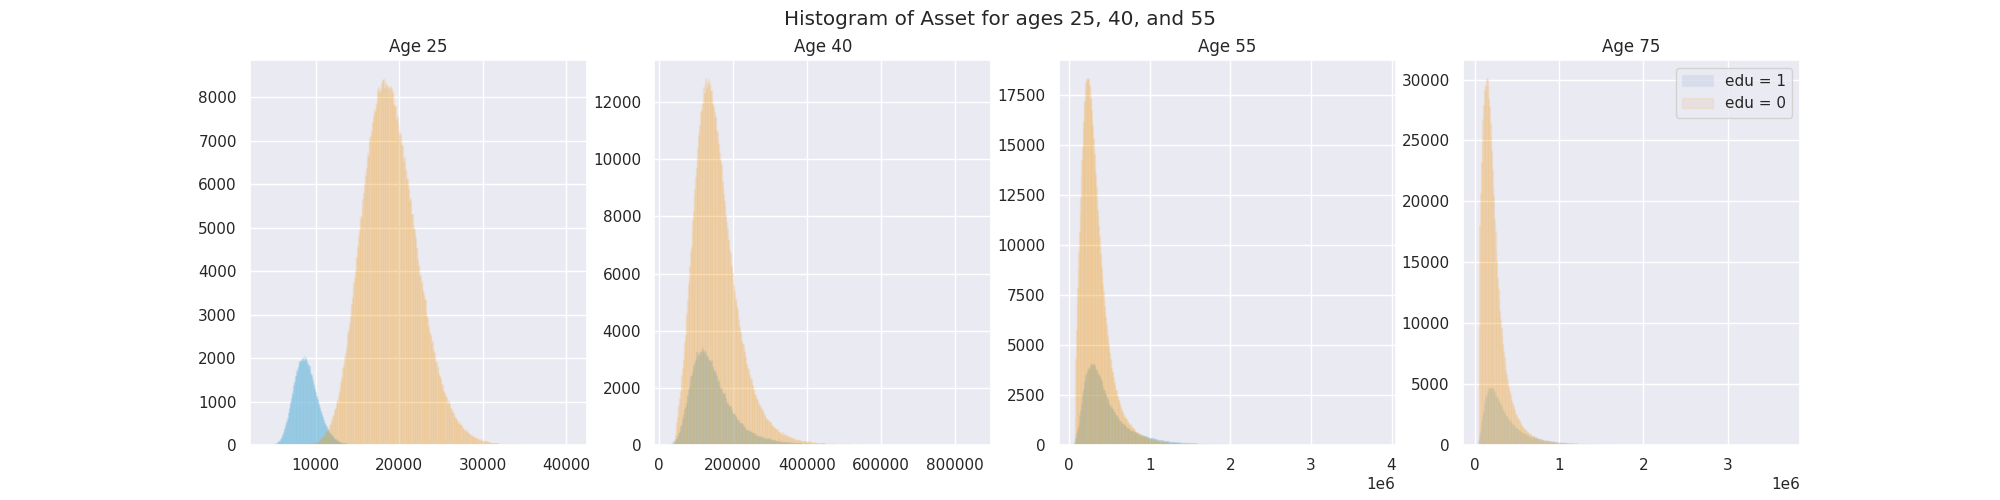 Histogram of Asset for ages 25, 40, and 55
Age 25
8000
7000
6000
5000
4000
3000
2000
1000
0
10000 20000 30000 40000
Age 40
12000
10000
8000
6000
4000
2000
0
0 200000 400000 600000 800000
Age 55
17500
15000
12500
10000
7500
5000
2500
0
0 1 2 3 4
1e6
Age 75
edu = 1
edu = 0
30000
25000
20000
15000
10000
5000
0
0 1 2 3
1e6